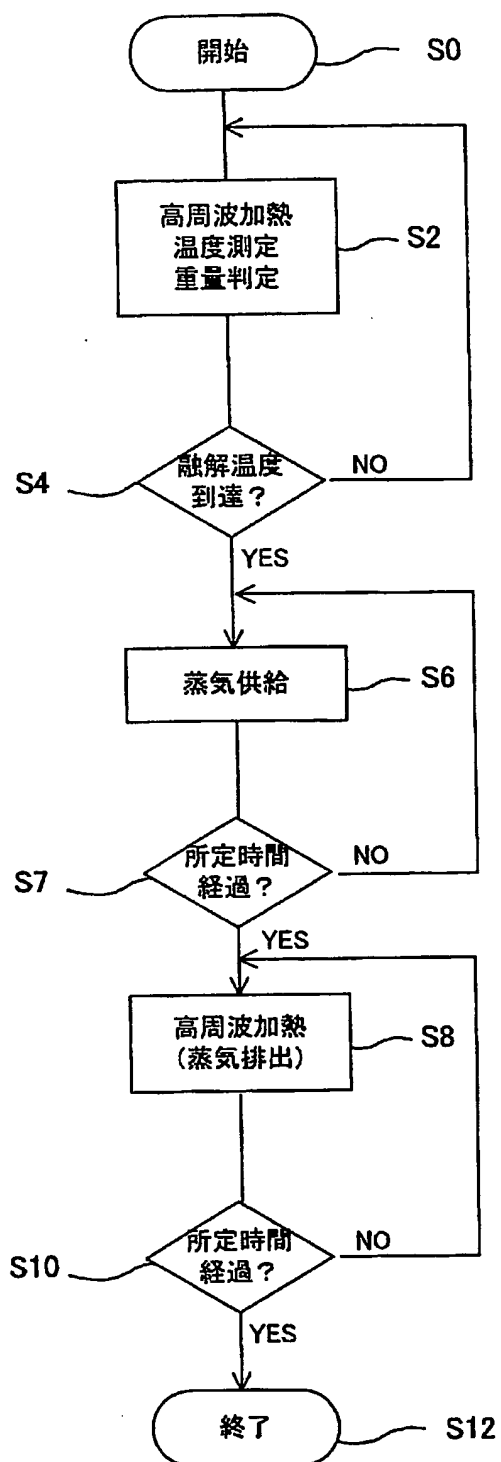 開始
S0
高周波加熱
温度測定
重量判定
S2
融解温度
到達？
NO
S4
YES
蒸気供給
S6
所定時間
経過？
NO
S7
YES
高周波加熱
(蒸気排出)
S8
所定時間
経過？
NO
S10
YES
終了
S12